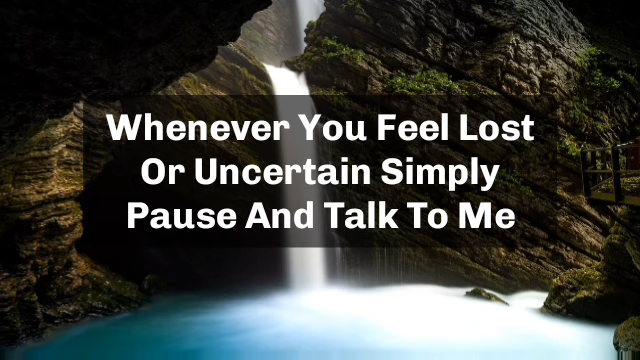 Whenever You Feel Lost
Or Uncertain Simply
Pause And Talk To Me